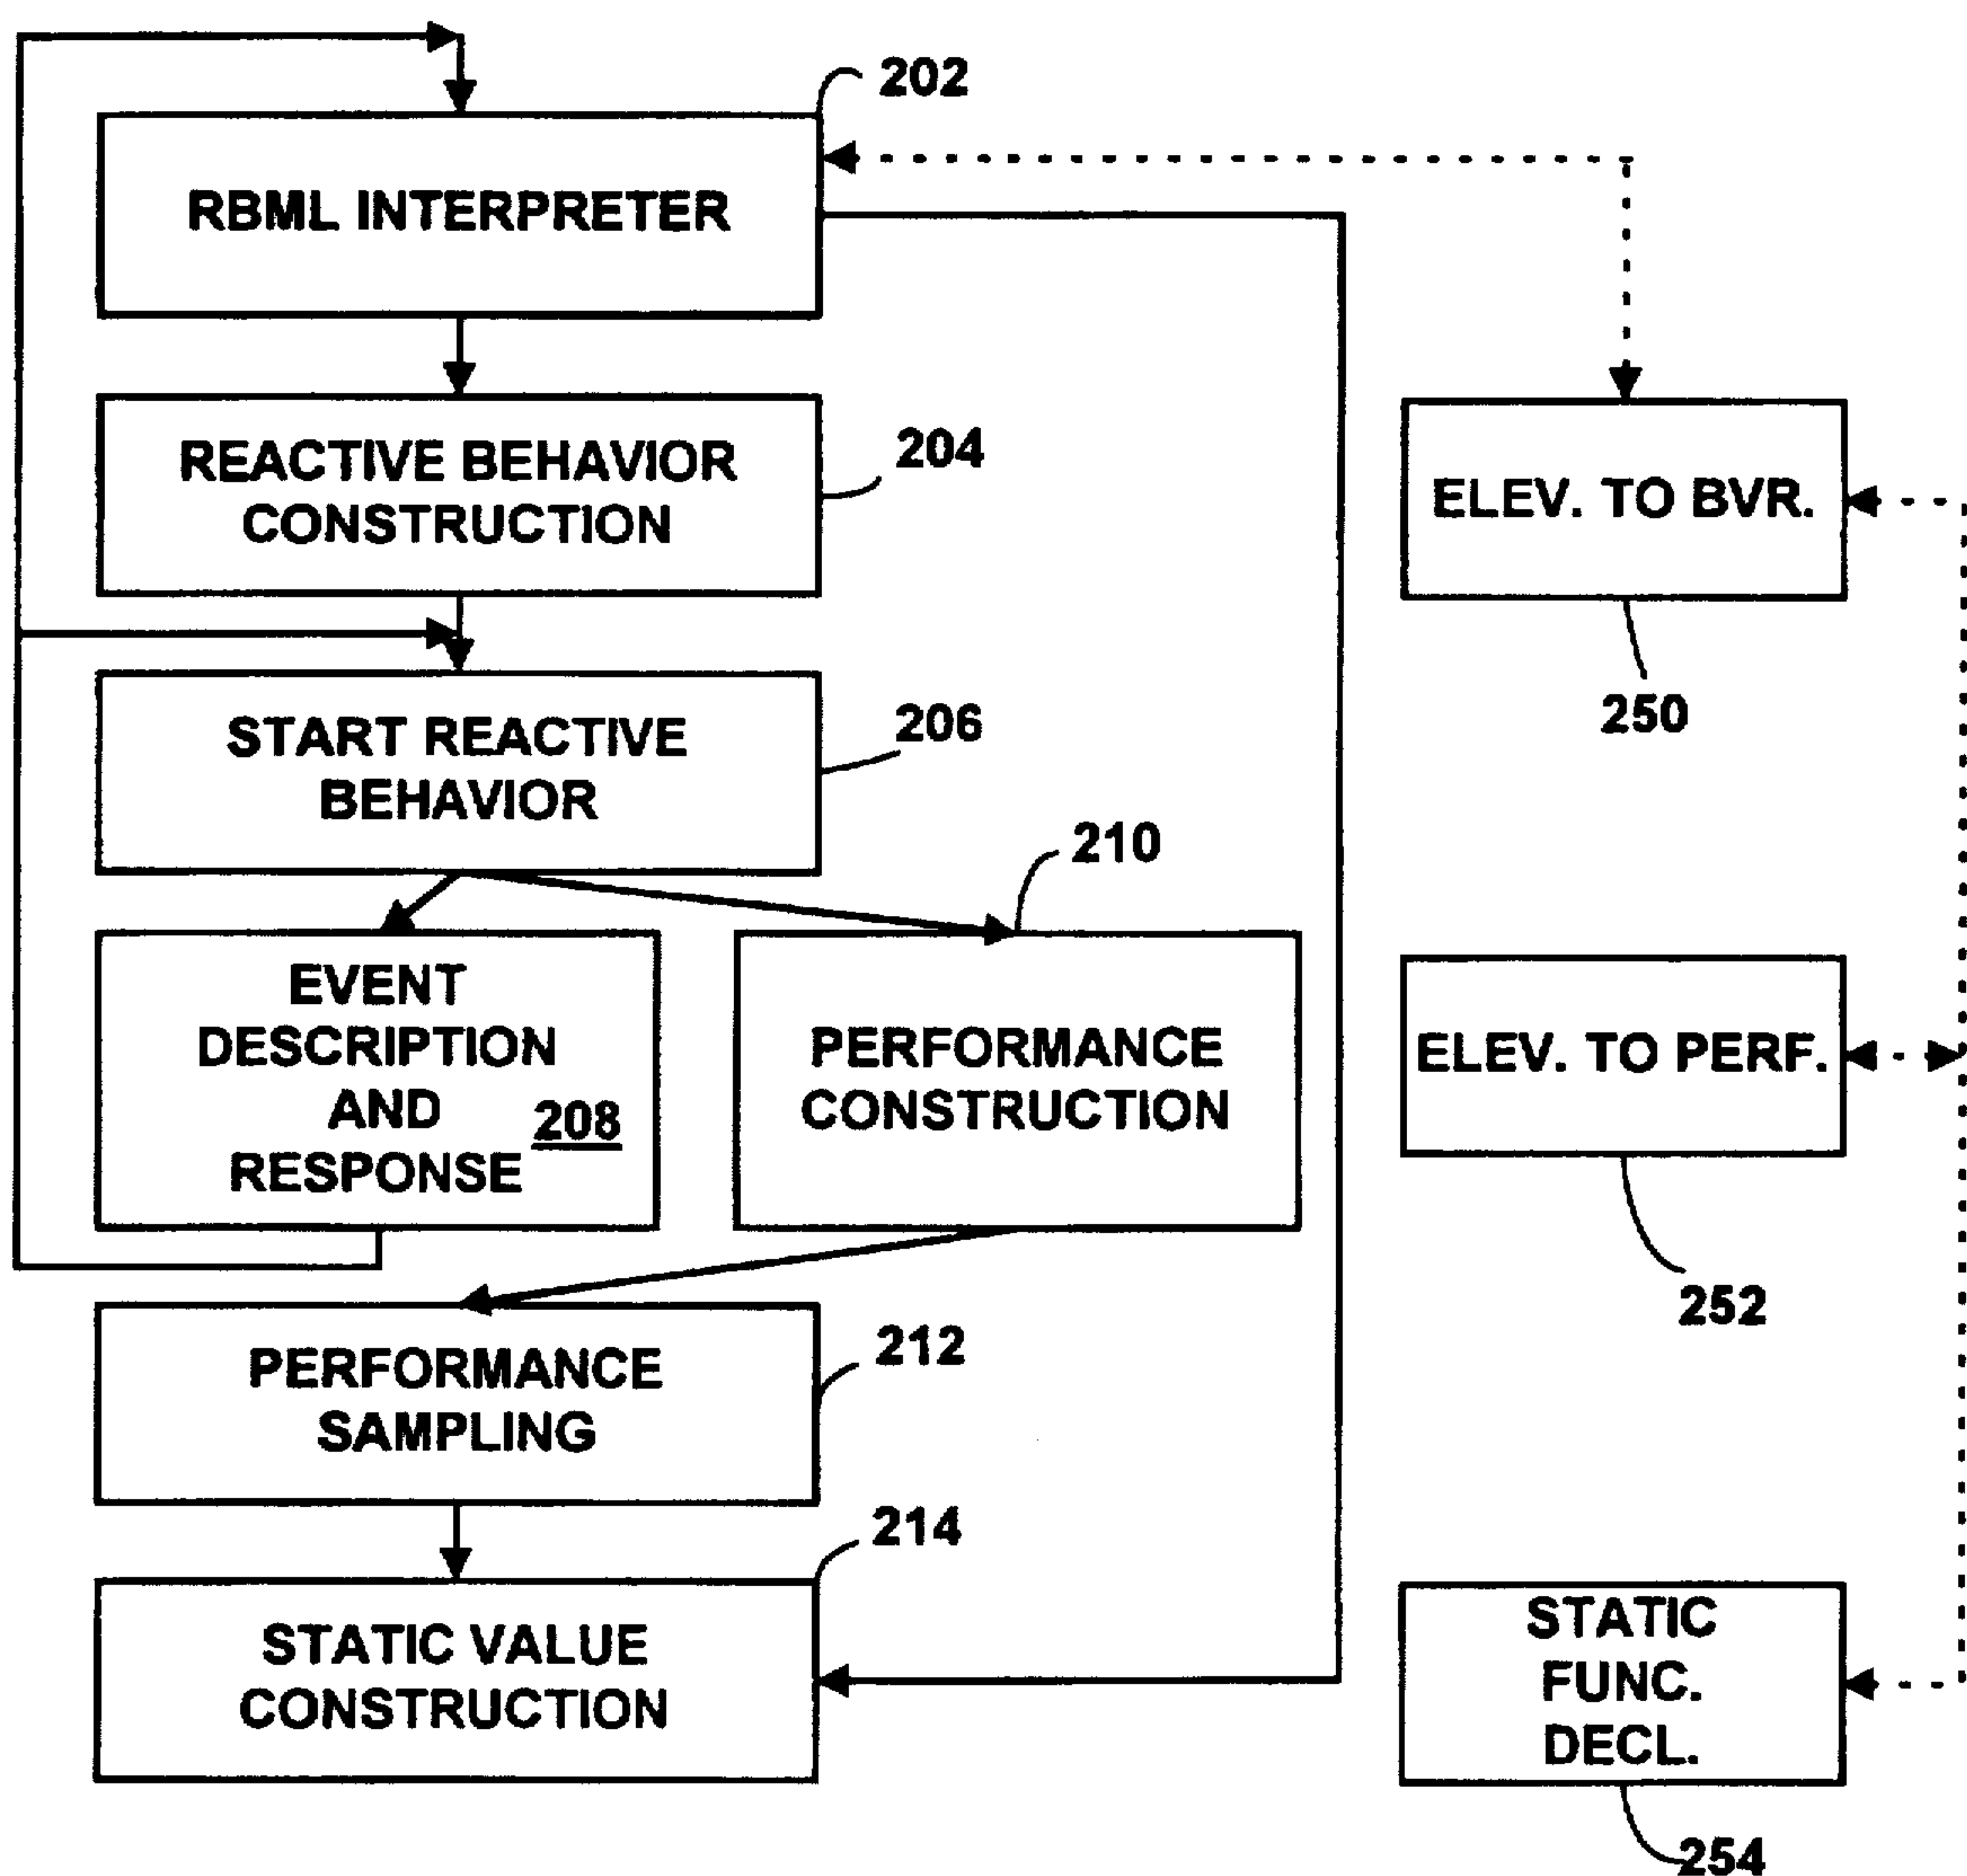 202
RBML INTERPRETER
REACTIVE BEHAVIOR
CONSTRUCTION
204
ELEV. TO BVR.
250
START REACTIVE
BEHAVIOR
206
210
EVENT
DESCRIPTION
AND
RESPONSE
208
PERFORMANCE
CONSTRUCTION
ELEV. TO PERF.
252
PERFORMANCE
SAMPLING
212
214
STATIC VALUE
CONSTRUCTION
STATIC
FUNC.
DECL.
254